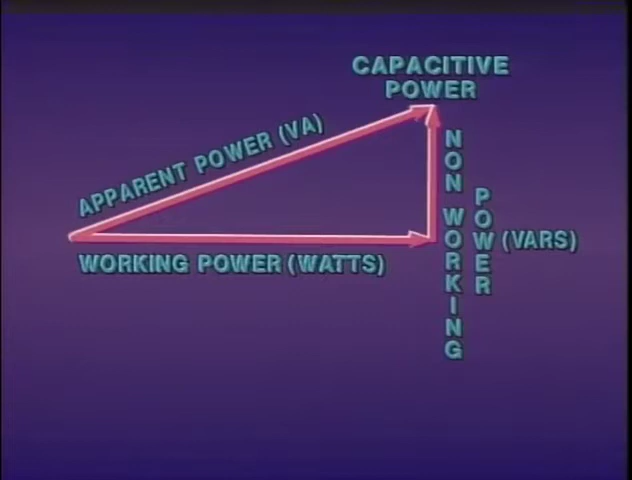 CAPACITIVE
POWER
APPARENT POWER (VA)
WORKING POWER (WATTS)
NON WORKING
POWER
(VARS)